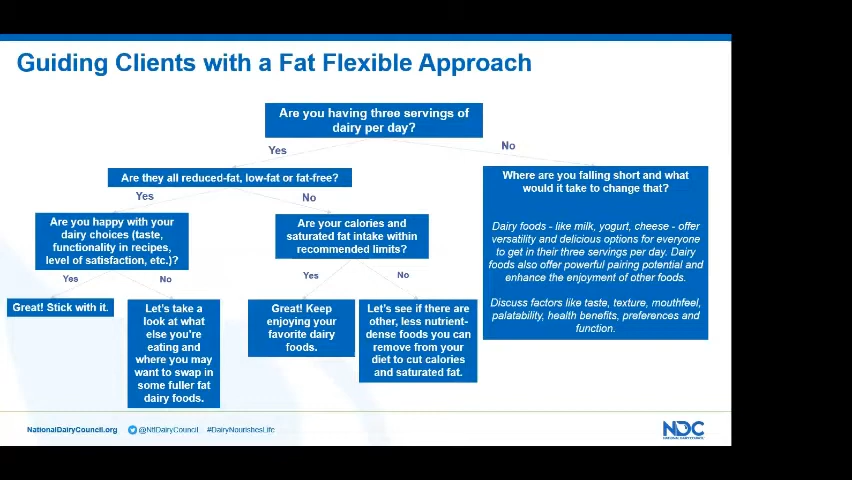 Guiding Clients with a Fat Flexible Approach
Are you having three servings of
dairy per day?
Yes
No
Are they all reduced-fat, low-fat or fat-free?
Yes
No
Where are you falling short and what
would it take to change that?
Dairy foods - like milk, yogurt, cheese - offer
versatility and delicious options for everyone
to get in their three servings per day. Dairy
foods also offer powerful pairing potential and
enhance the enjoyment of other foods.
Discuss factors like taste, texture, mouthfeel,
palatability, health benefits, preferences and
function.
Are you happy with your
dairy choices (taste,
functionality in recipes,
level of satisfaction, etc.)?
Are your calories and
saturated fat intake within
recommended limits?
Yes
No
Yes
No
Great! Stick with it.
Let's take a
look at what
else you're
eating and
where you may
want to swap in
some fuller fat
dairy foods.
Great! Keep
enjoying your
favorite dairy
foods.
Let's see if there are
other, less nutrient-
dense foods you can
remove from your
diet to cut calories
and saturated fat.
NationalDairyCouncil.org
@NtlDairyCouncil
#DairyNourishesLife
NDC
NATIONAL DAIRY COUNCIL